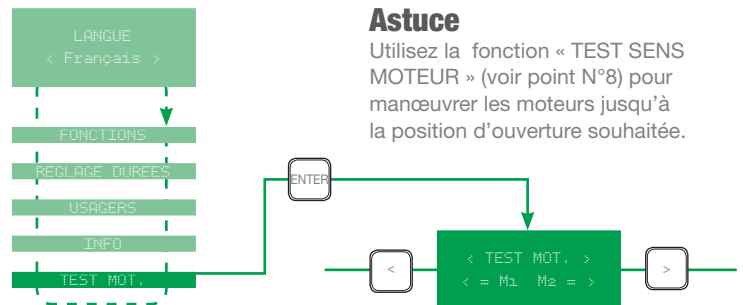 LANGUE
< Français >
FONCTIONS
REGLAGE DUREES
USAGERS
INFO
TEST MOT.
Astuce
Utilisez la fonction « TEST SENS
MOTEUR » (voir point N°8) pour
manœuvrer les moteurs jusqu’à
la position d’ouverture souhaitée.
ENTER
<
< TEST MOT. >
< = M1 M2 = >
>